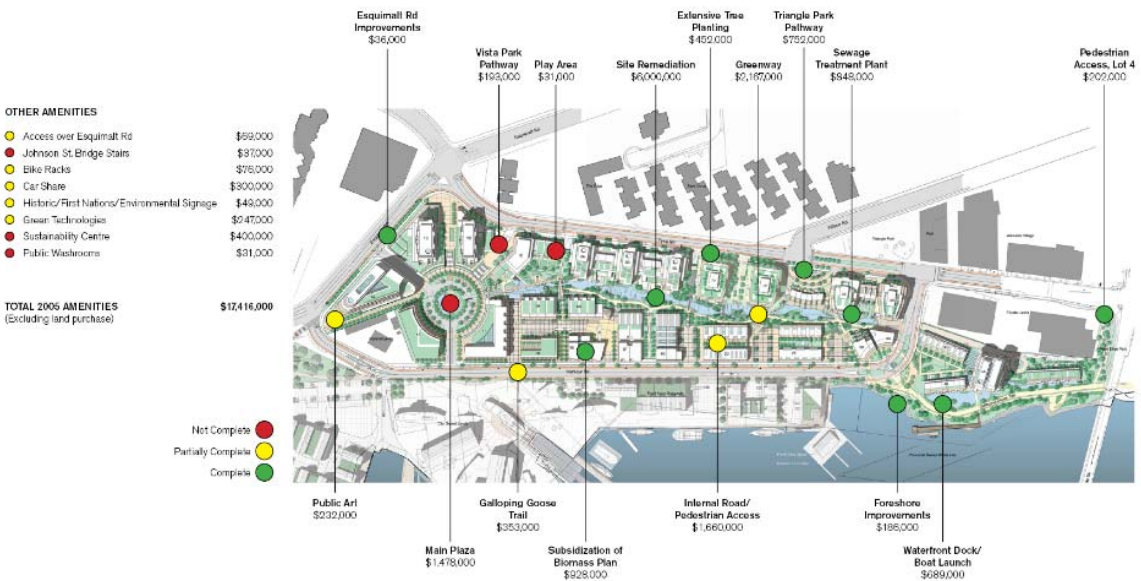 Esquimalt Rd
Improvements
$36,000
Vista Park
Pathway
$193,000
Play Area
$31,000
Site Remediation
$6,000,000
Extensive Tree
Planting
$452,000
Greenway
$2,167,000
Triangle Park
Pathway
$752,000
Sewage
Treatment Plant
$848,000
Pedestrian
Access, Lot 4
$202,000
OTHER AMENITIES
Access over Esquimalt Rd $69,000
Johnson St. Bridge Stairs $37,000
Bike Racks $76,000
Car Share $300,000
Historic/First Nations/Environmental Signage $49,000
Green Technologies $247,000
Sustainability Centre $400,000
Public Washrooms $31,000
TOTAL 2005 AMENITIES $17,416,000
(Excluding land purchase)
Not Complete
Partially Complete
Complete
Esquimalt Rd
Triangle Park
Public Art
$232,000
Main Plaza
$1,478,000
Galloping Goose
Trail
$353,000
Subsidization of
Biomass Plan
$928,000
Internal Road/
Pedestrian Access
$1,660,000
Foreshore
Improvements
$186,000
Waterfront Dock/
Boat Launch
$689,000